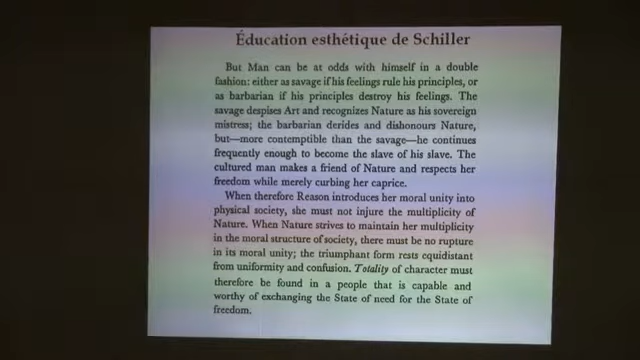 Éducation esthétique de Schiller
But Man can be at odds with himself in a double
fashion: either as savage if his feelings rule his principles, or
as barbarian if his principles destroy his feelings. The
savage despises Art and recognizes Nature as his sovereign
mistress; the barbarian derides and dishonours Nature,
but—more contemptible than the savage—he continues
frequently enough to become the slave of his slave. The
cultured man makes a friend of Nature and respects her
freedom while merely curbing her caprice.
When therefore Reason introduces her moral unity into
physical society, she must not injure the multiplicity of
Nature. When Nature strives to maintain her multiplicity
in the moral structure of society, there must be no rupture
in its moral unity; the triumphant form rests equidistant
from uniformity and confusion. Totality of character must
therefore be found in a people that is capable and
worthy of exchanging the State of need for the State of
freedom.